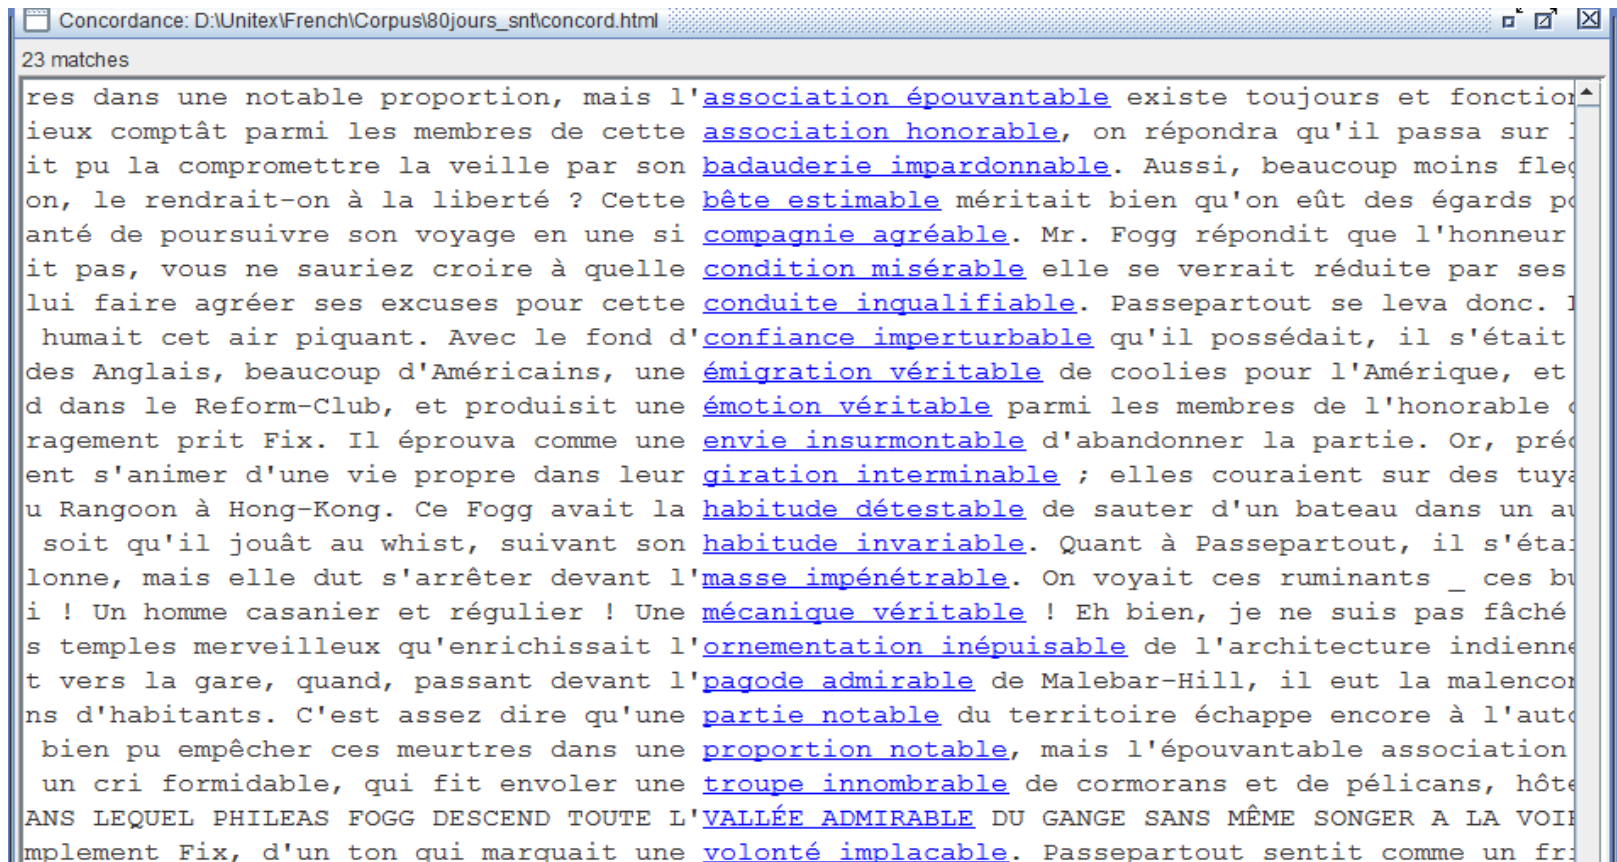 Concordance: D:\Unitex\French\Corpus\80jours_snt\concord.html
23 matches
res dans une notable proportion, mais l'association épouvantable existe toujours et fonction
ieux comptât parmi les membres de cette association honorable, on répondra qu'il passa sur l
it pu la compromettre la veille par son badauderie impardonnable. Aussi, beaucoup moins fleg
on, le rendrait-on à la liberté ? Cette bête estimable méritait bien qu'on eût des égards po
anté de poursuivre son voyage en une si compagnie agréable. Mr. Fogg répondit que l'honneur
it pas, vous ne sauriez croire à quelle condition misérable elle se verrait réduite par ses
lui faire agréer ses excuses pour cette conduite inqualifiable. Passepartout se leva donc. I
humait cet air piquant. Avec le fond d'confiance imperturbable qu'il possédait, il s'était
des Anglais, beaucoup d'Américains, une émigration véritable de coolies pour l'Amérique, et
d dans le Reform-Club, et produisit une émotion véritable parmi les membres de l'honorable c
ragement prit Fix. Il éprouva comme une envie insurmontable d'abandonner la partie. Or, préc
ent s'animer d'une vie propre dans leur giration interminable ; elles couraient sur des tuya
u Rangoon à Hong-Kong. Ce Fogg avait la habitude détestable de sauter d'un bateau dans un au
soit qu'il jouât au whist, suivant son habitude invariable. Quant à Passepartout, il s'étai
lonne, mais elle dut s'arrêter devant l'masse impénétrable. On voyait ces ruminants _ ces bu
i ! Un homme casanier et régulier ! Une mécanique véritable ! Eh bien, je ne suis pas fâché
s temples merveilleux qu'enrichissait l'ornementation inépuisable de l'architecture indienne
t vers la gare, quand, passant devant l'pagode admirable de Malebar-Hill, il eut la malencon
ns d'habitants. C'est assez dire qu'une partie notable du territoire échappe encore à l'auto
bien pu empêcher ces meurtres dans une proportion notable, mais l'épouvantable association
un cri formidable, qui fit envoler une troupe innombrable de cormorans et de pélicans, hôte
ANS LEQUEL PHILEAS FOGG DESCEND TOUTE L'VALLÉE ADMIRABLE DU GANGE SANS MÊME SONGER A LA VOIR
mplement Fix, d'un ton qui marquait une volonté implacable. Passepartout sentit comme un fri